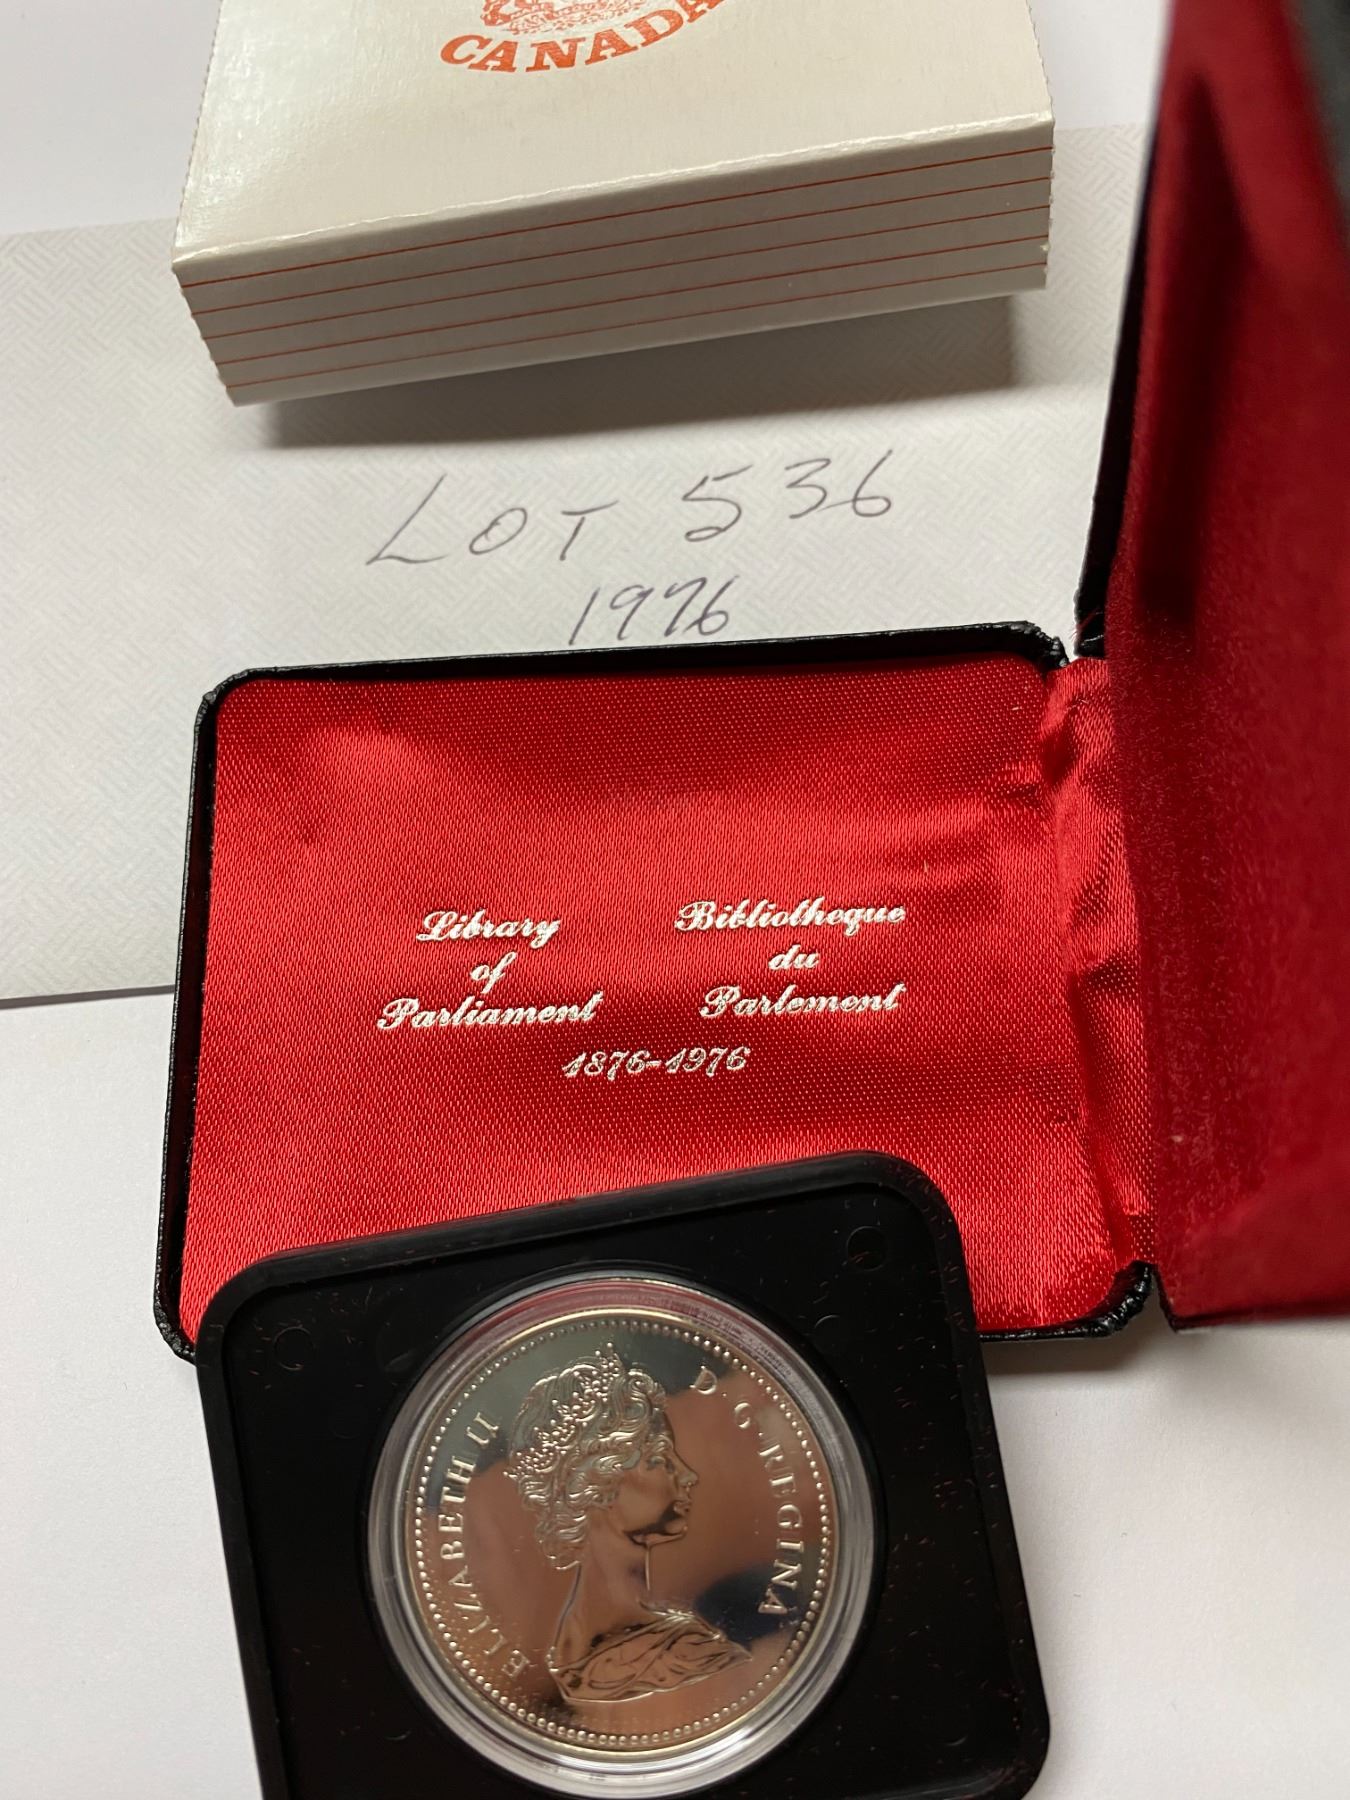 CANADA
LOT 536
1976
Library
of
Parliament
Bibliotheque
du
Parlement
1876-1976
ELIZABETH II D.G.REGINA